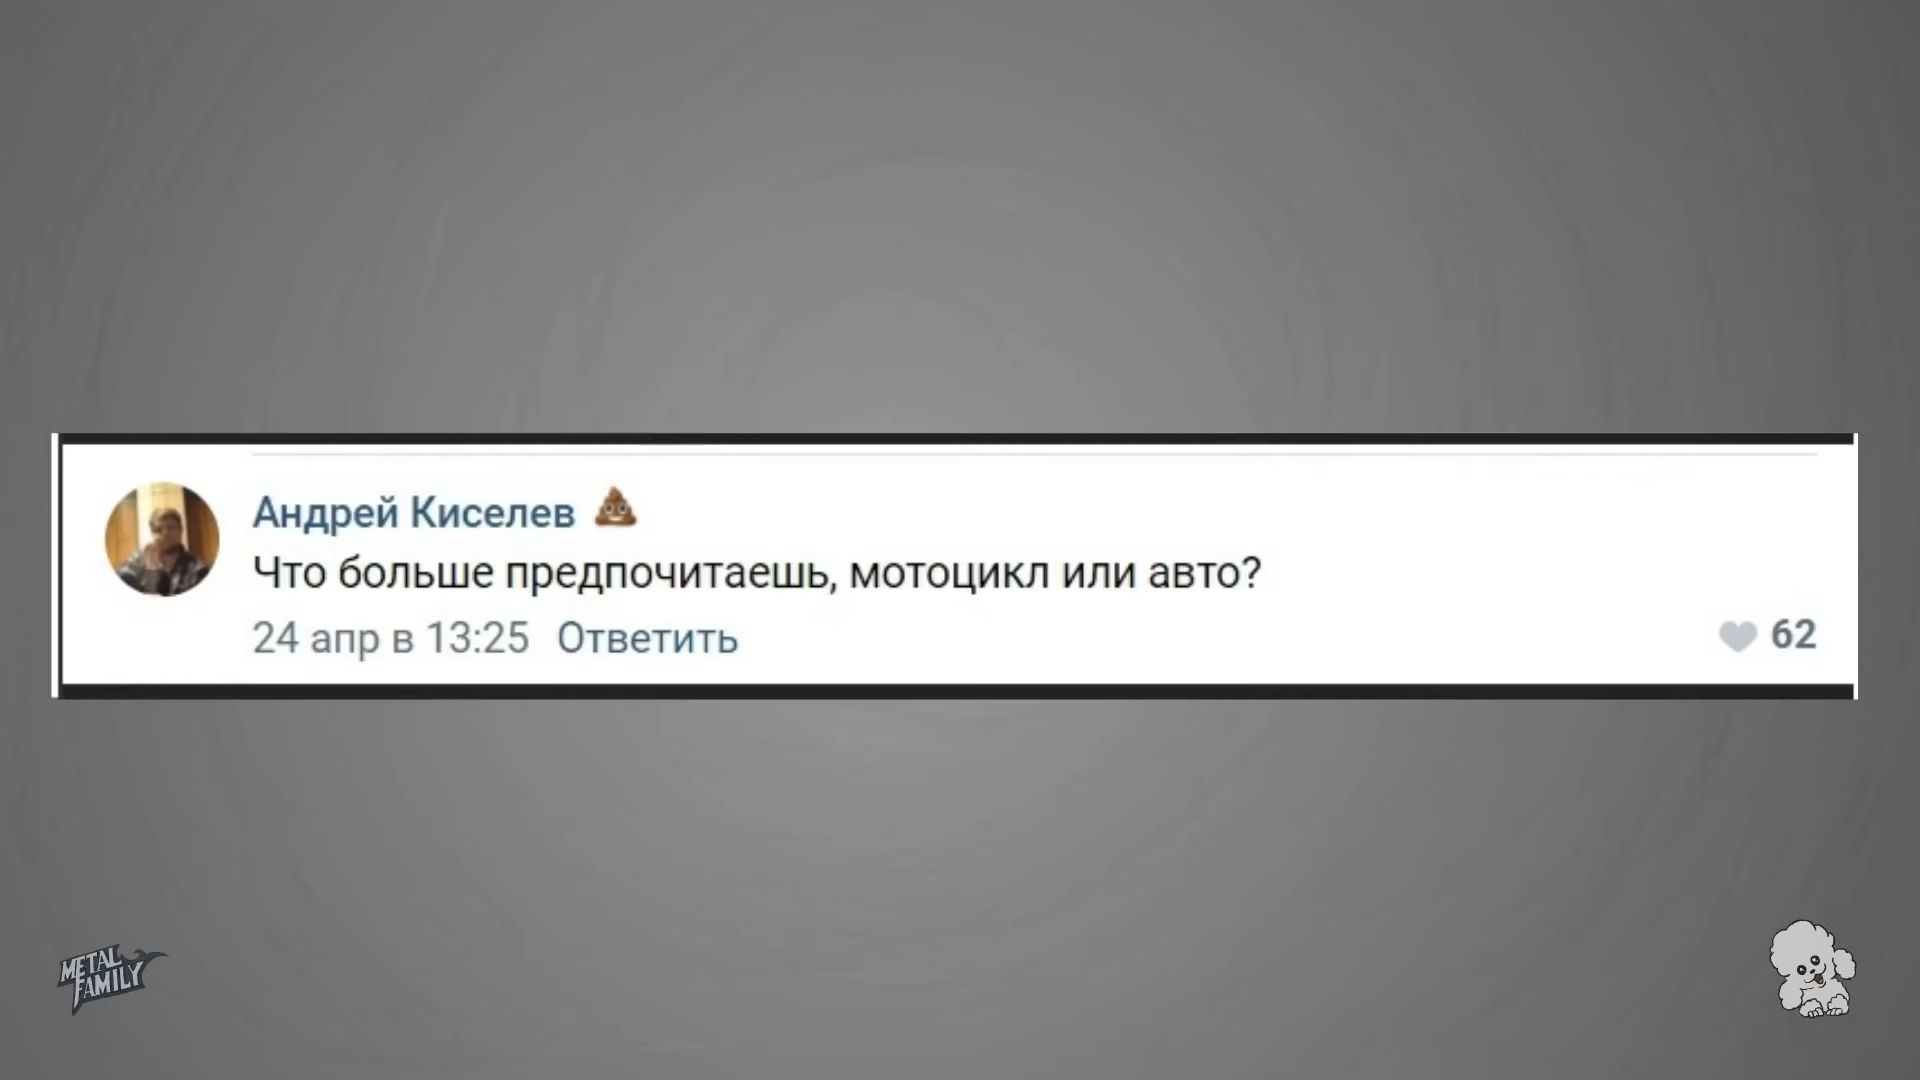 Андрей Киселев 💩
Что больше предпочитаешь, мотоцикл или авто?
24 апр в 13:25 Ответить
62
METAL
FAMILY